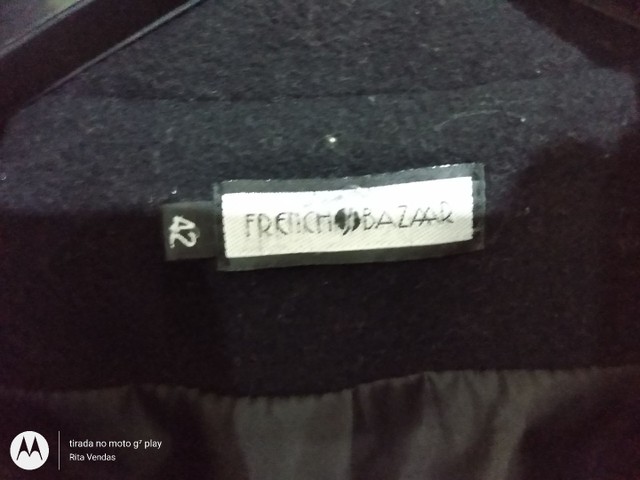 FRENCH BAZAAR
42
tirada no moto g⁷ play
Rita Vendas